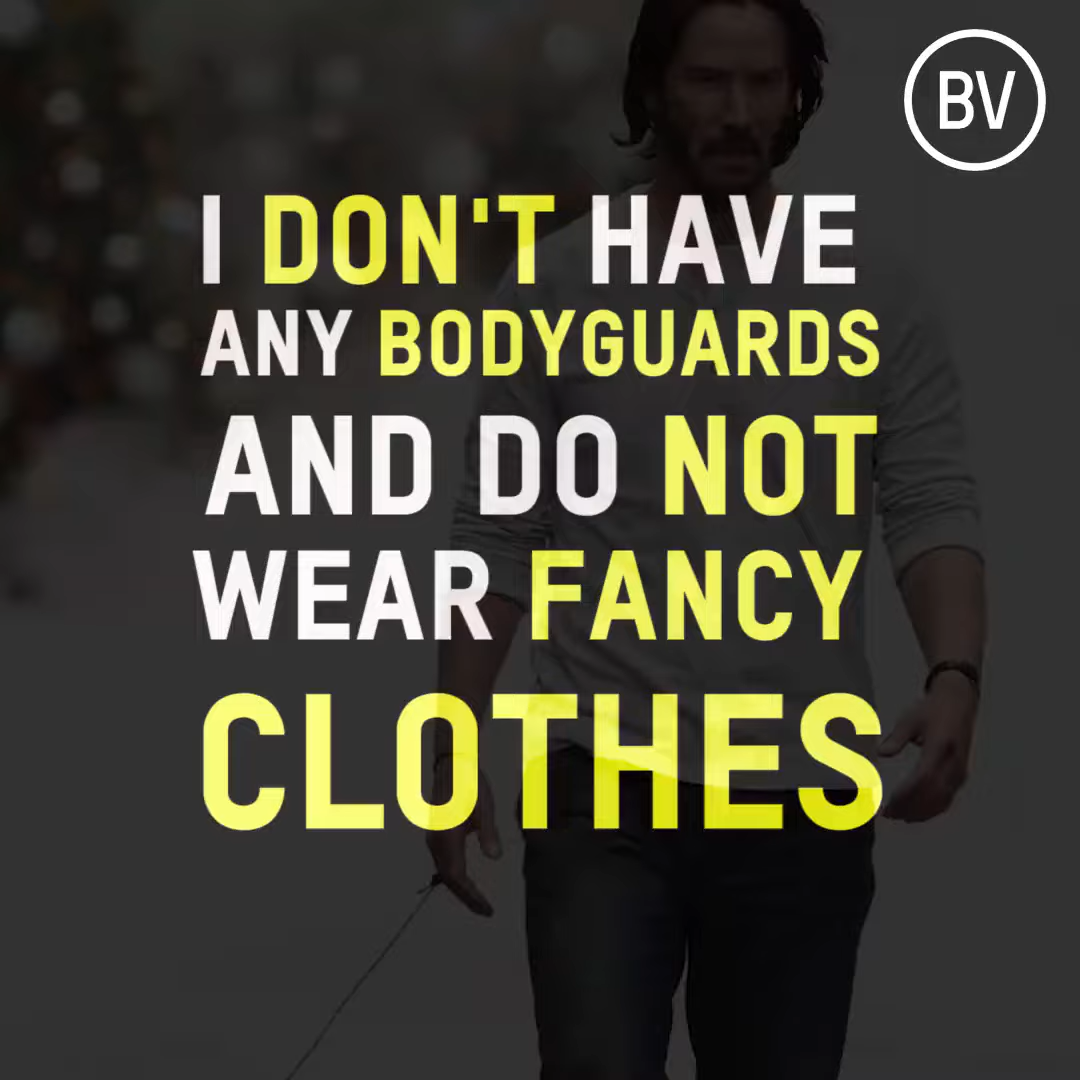 BV
I DON'T HAVE
ANY BODYGUARDS
AND DO NOT
WEAR FANCY
CLOTHES